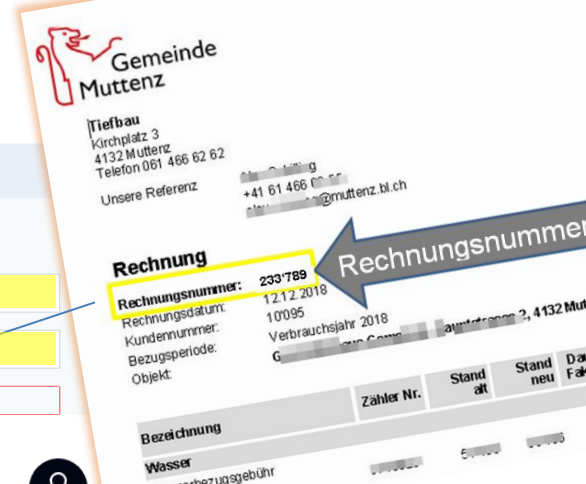 Gemeinde
Muttenz
Tiefbau
Kirchplatz 3
4132 Muttenz
Telefon 061 466 62 62
Unsere Referenz
+41 61 466
@muttenz.bl.ch
Rechnung
Rechnungsnummer
Rechnungsnummer: 233'789
Rechnungsdatum: 12.12.2018
Kundennummer: 10'095
Bezugsperiode: Verbrauchsjahr 2018
Objekt: 2, 4132
Bezeichnung Zähler Nr. Stand alt Stand neu
Wasser